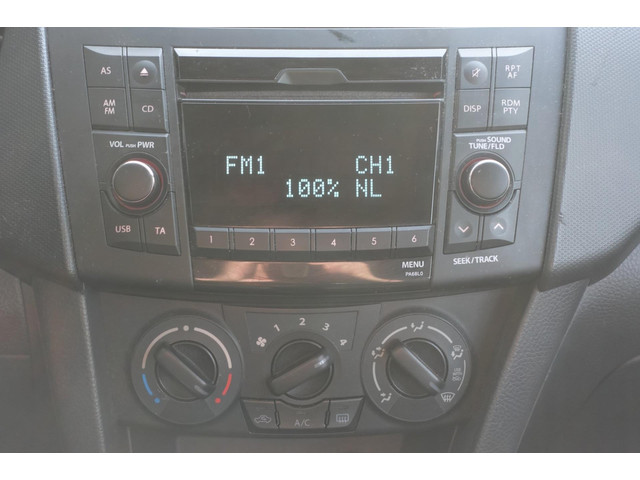 AS
RPT
AF
AM
FM
CD
DISP
RDM
PTY
VOL PUSH PWR
PUSH SOUND
TUNE/FLD
FM1 CH1
100% NL
USB
TA
1 2 3 4 5 6
SEEK/TRACK
MENU
PA6BL0
1 2 3 4
A/C